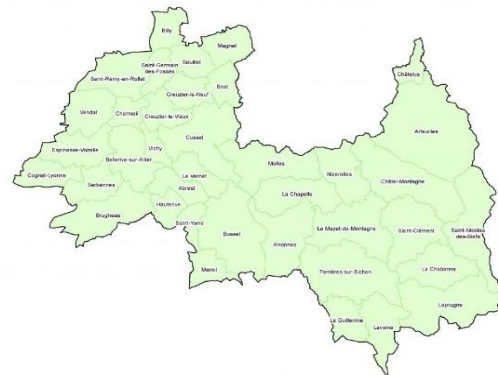 Billy
Magnet
Saint-Germain
des-Fossés
Seuillet
Saint-Rémy-en-Rollat
Bost
Creuzier-le-Neuf
Vendat
Charmeil
Creuzier-le-Vieux
Cusset
Espinasse-Vozelle
Vichy
Bellerive-sur-Allier
Cognat-Lyonne
Le Vernet
Serbannes
Abrest
Hauterive
Brugheas
Saint-Yorre
Busset
Mariol
Molles
Nizerolles
La Chapelle
Arronnes
Châtelus
Arfeuilles
Châtel-Montagne
Le Mayet-de-Montagne
Saint-Clément
Saint-Nicolas
des-Biefs
Ferrières-sur-Sichon
La Chabanne
Laprugne
La Guillermie
Lavoine